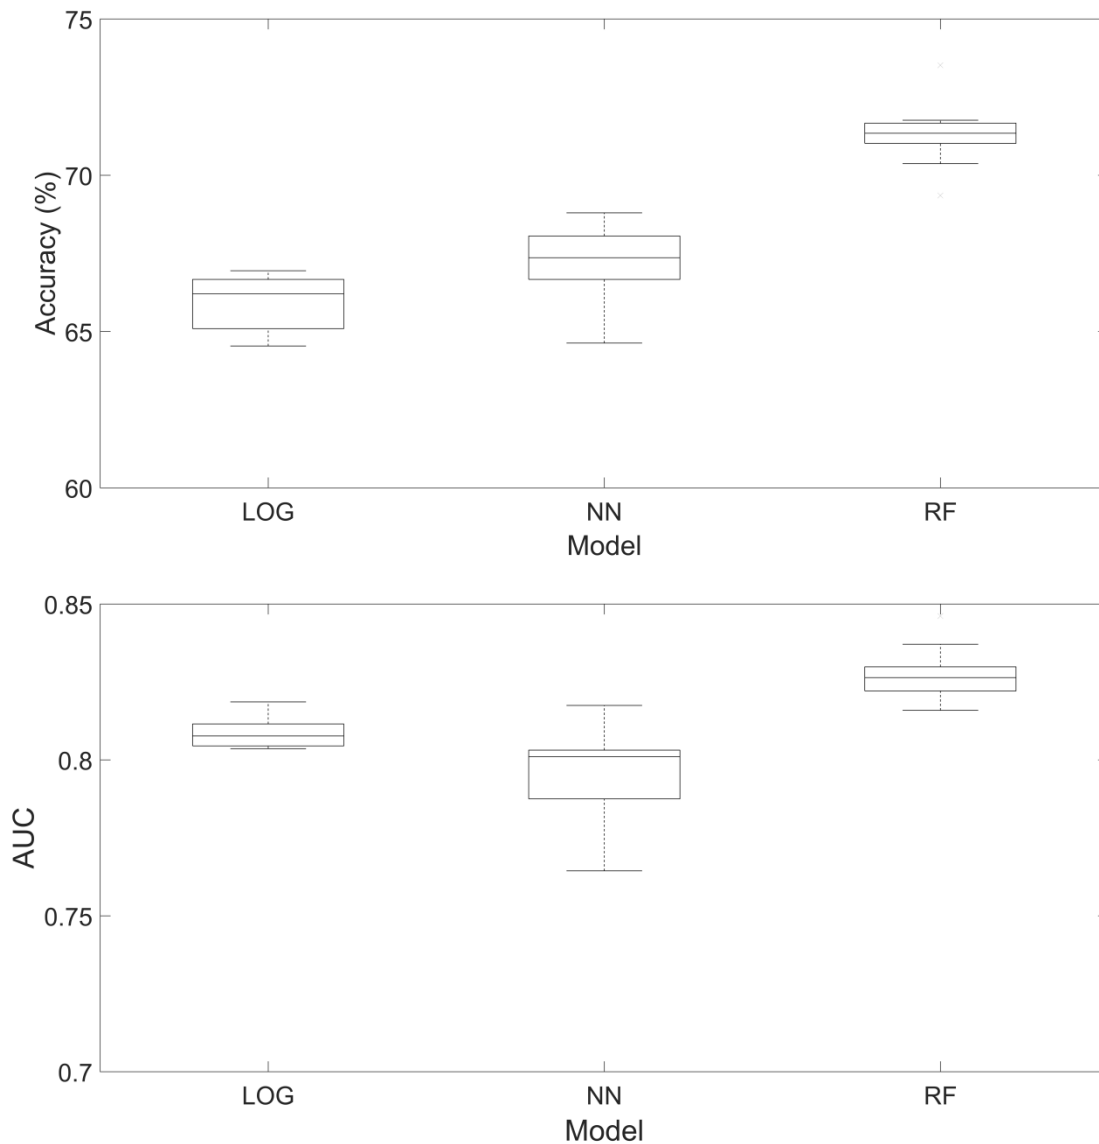 75
70
65
60
Accuracy (%)
LOG NN RF
Model
0.85
0.8
0.75
0.7
AUC
LOG NN RF
Model